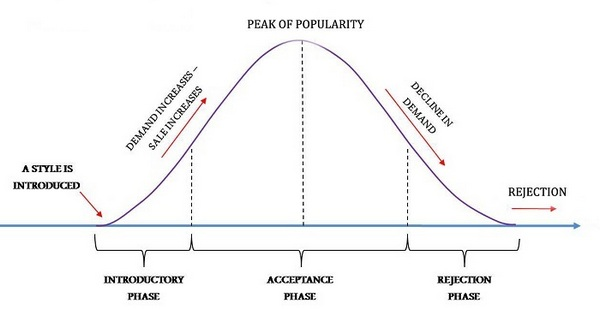 PEAK OF POPULARITY
DEMAND INCREASES –
SALE INCREASES
DECLINE IN
DEMAND
A STYLE IS
INTRODUCED
REJECTION
INTRODUCTORY
PHASE
ACCEPTANCE
PHASE
REJECTION
PHASE